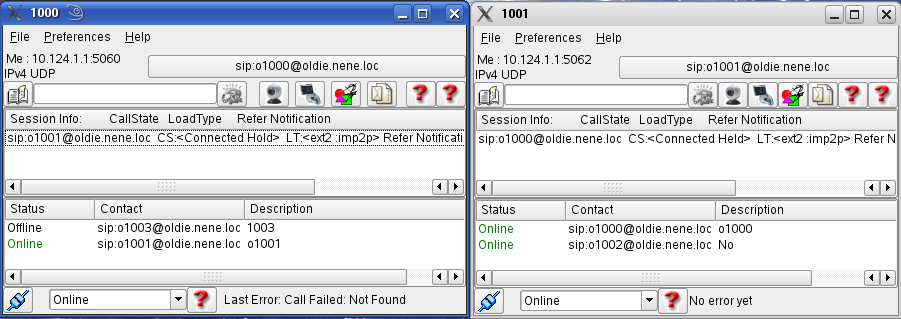 1000
File Preferences Help
Me : 10.124.1.1:5060
IPv4 UDP
sip:o1000@oldie.nene.loc
Session Info: CallState LoadType Refer Notification
sip:o1001@oldie.nene.loc CS:<Connected Hold> LT:<ext2 :imp2p> Refer Notificati
Status Contact Description
Offline sip:o1003@oldie.nene.loc 1003
Online sip:o1001@oldie.nene.loc o1001
Online
Last Error: Call Failed: Not Found
1001
File Preferences Help
Me : 10.124.1.1:5062
IPv4 UDP
sip:o1001@oldie.nene.loc
Session Info: CallState LoadType Refer Notification
sip:o1000@oldie.nene.loc CS:<Connected Held> LT:<ext2 :imp2p> Refer N
Status Contact Description
Online sip:o1000@oldie.nene.loc o1000
Online sip:o1002@oldie.nene.loc No
Online
No error yet